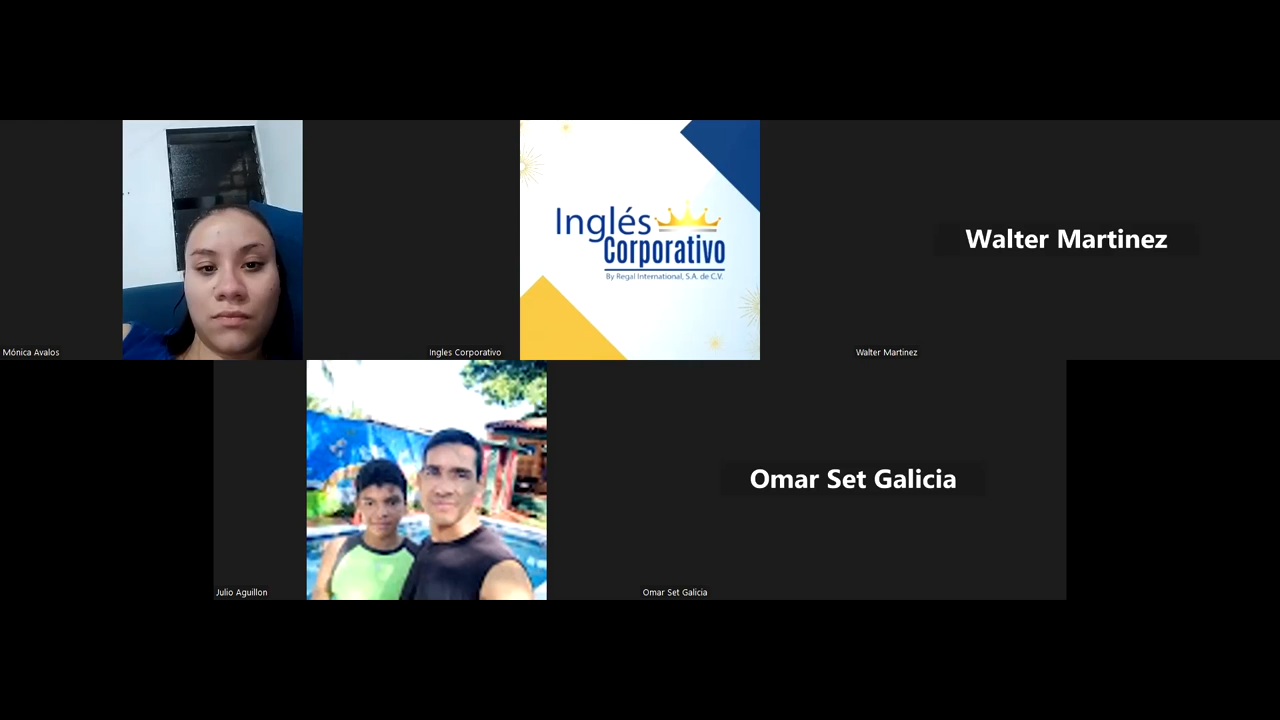 Inglés
Corporativo
By Regal International, S.A. de C.V.
Walter Martinez
Mónica Avalos
Ingles Corporativo
Walter Martinez
Omar Set Galicia
Julio Aguillon
Omar Set Galicia